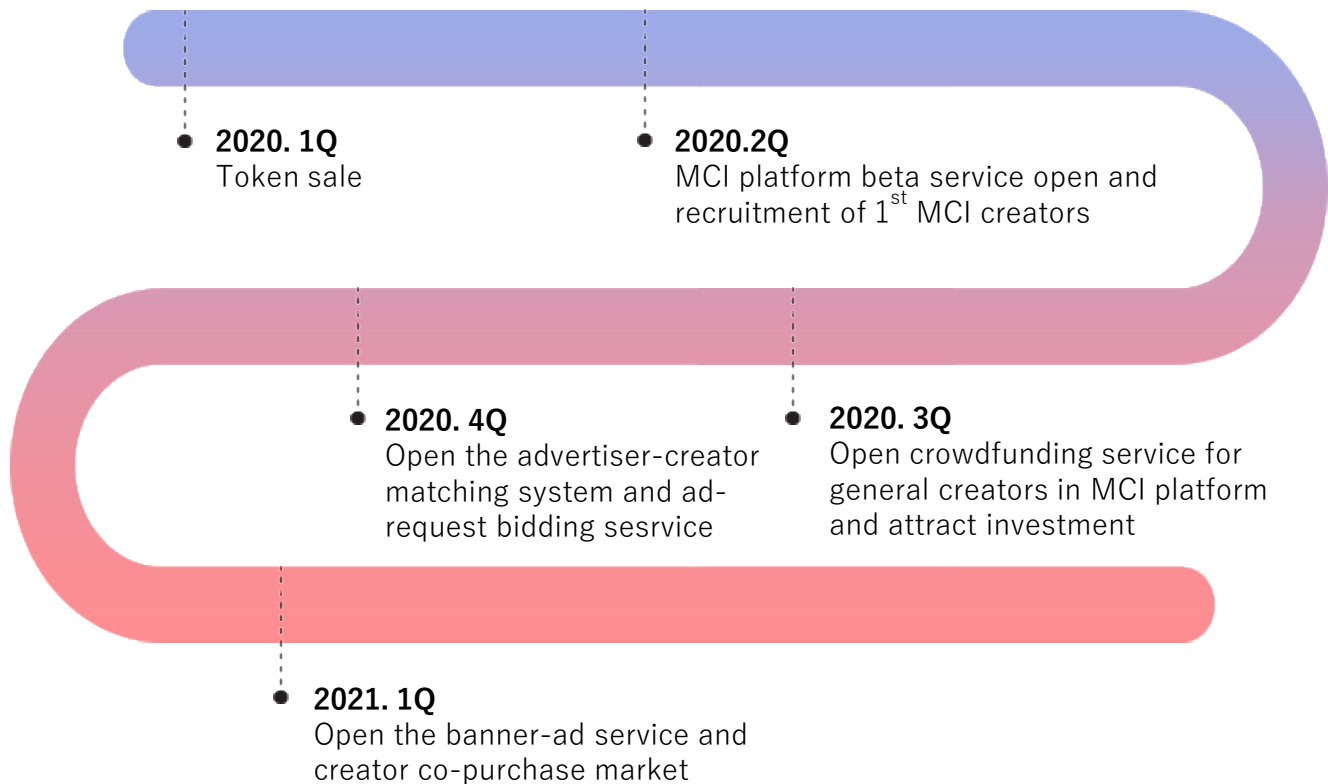 2020. 1Q
Token sale
2020.2Q
MCI platform beta service open and
recruitment of 1st MCI creators
2020. 3Q
Open crowdfunding service for
general creators in MCI platform
and attract investment
2020. 4Q
Open the advertiser-creator
matching system and ad-
request bidding sesrvice
2021. 1Q
Open the banner-ad service and
creator co-purchase market